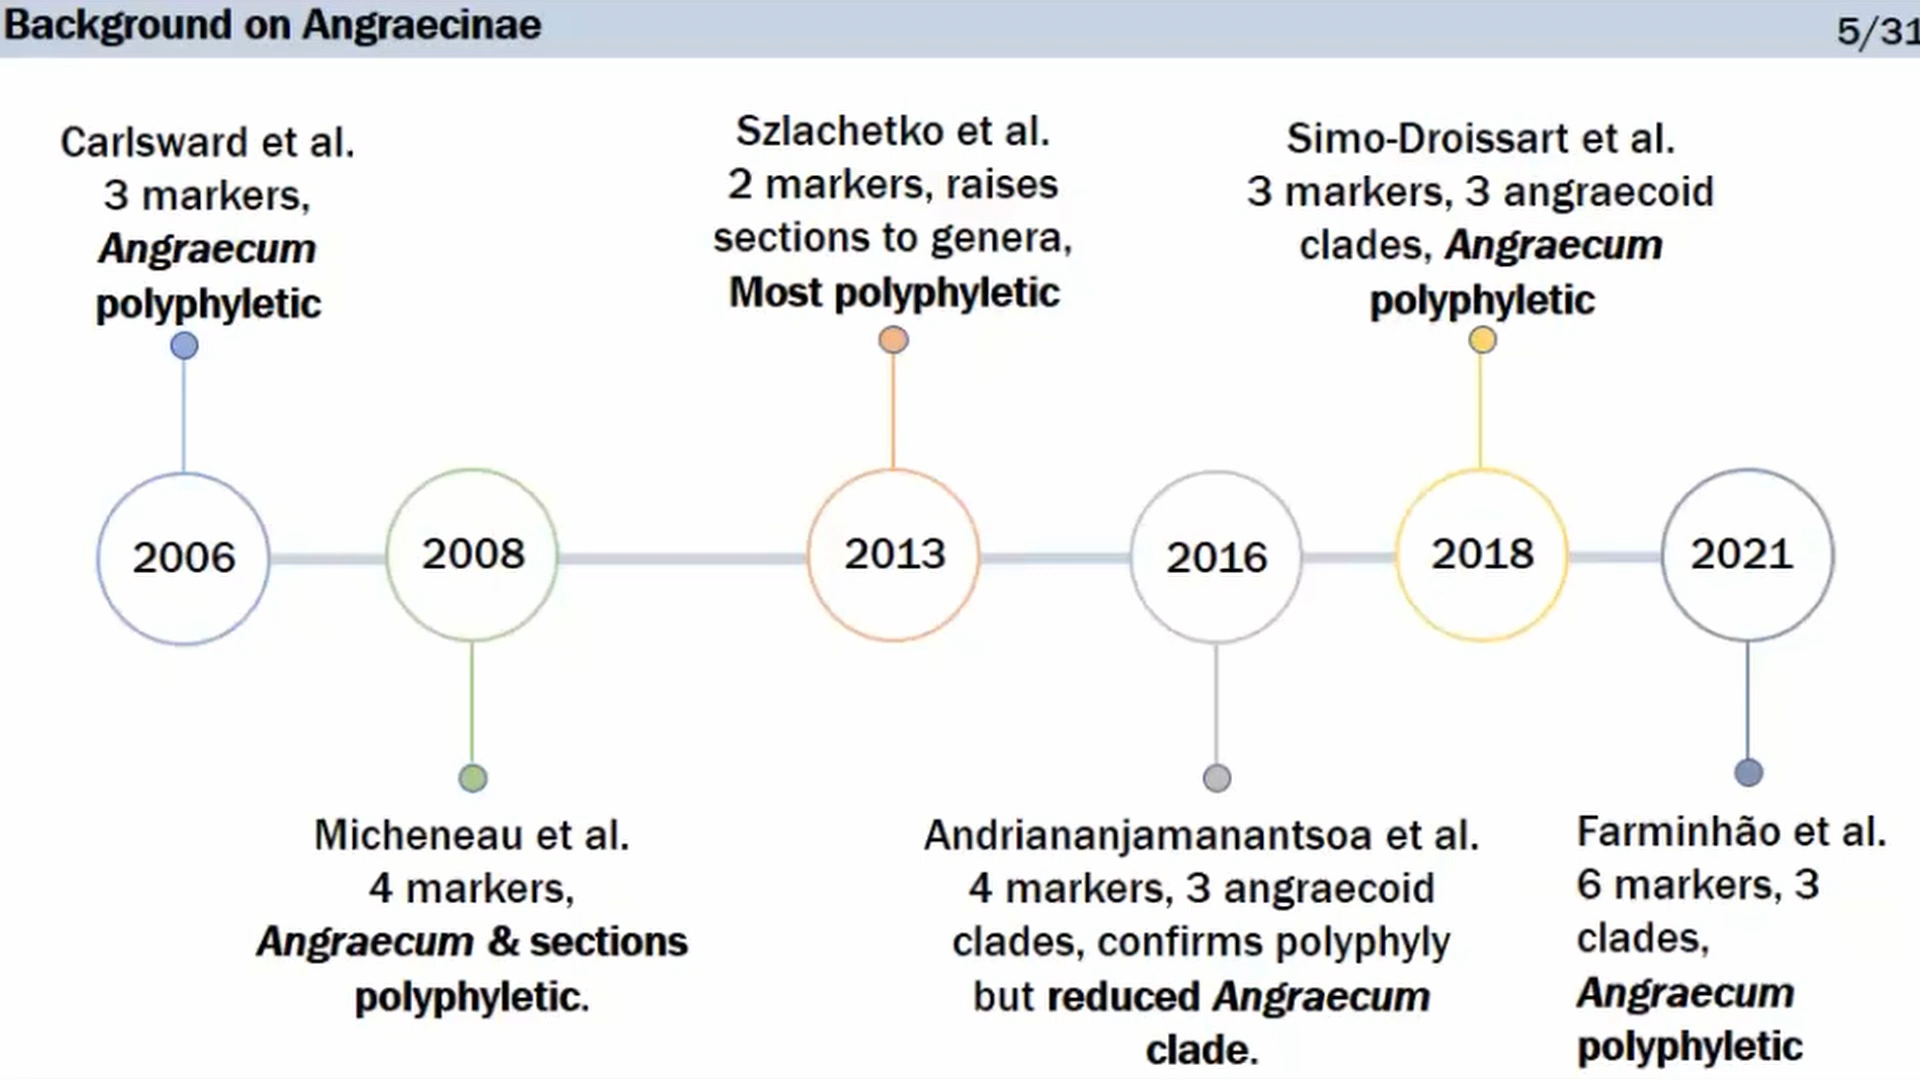 Background on Angraecinae
5/31
Carlsward et al.
3 markers,
Angraecum
polyphyletic
Szlachetko et al.
2 markers, raises
sections to genera,
Most polyphyletic
Simo-Droissart et al.
3 markers, 3 angraecoid
clades, Angraecum
polyphyletic
2006
2008
2013
2016
2018
2021
Micheneau et al.
4 markers,
Angraecum & sections
polyphyletic.
Andriananjamanantsoa et al.
4 markers, 3 angraecoid
clades, confirms polyphyly
but reduced Angraecum
clade.
Farminhão et al.
6 markers, 3
clades,
Angraecum
polyphyletic